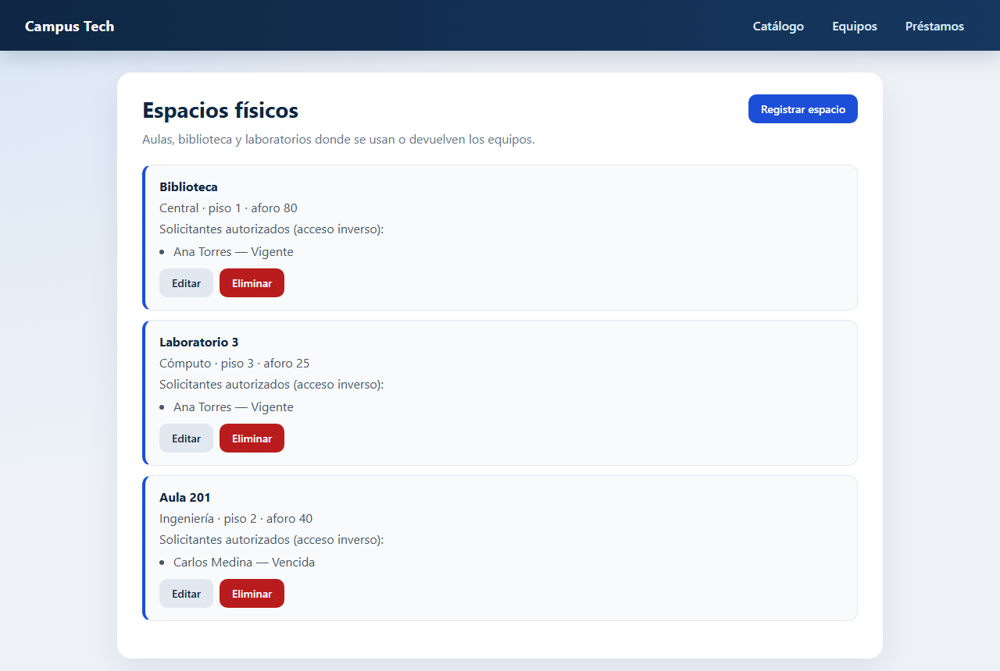 Campus Tech
Catálogo
Equipos
Préstamos
Espacios físicos
Registrar espacio
Aulas, biblioteca y laboratorios donde se usan o devuelven los equipos.
Biblioteca
Central · piso 1 · aforo 80
Solicitantes autorizados (acceso inverso):
• Ana Torres — Vigente
Editar
Eliminar
Laboratorio 3
Cómputo · piso 3 · aforo 25
Solicitantes autorizados (acceso inverso):
• Ana Torres — Vigente
Editar
Eliminar
Aula 201
Ingeniería · piso 2 · aforo 40
Solicitantes autorizados (acceso inverso):
• Carlos Medina — Vencida
Editar
Eliminar